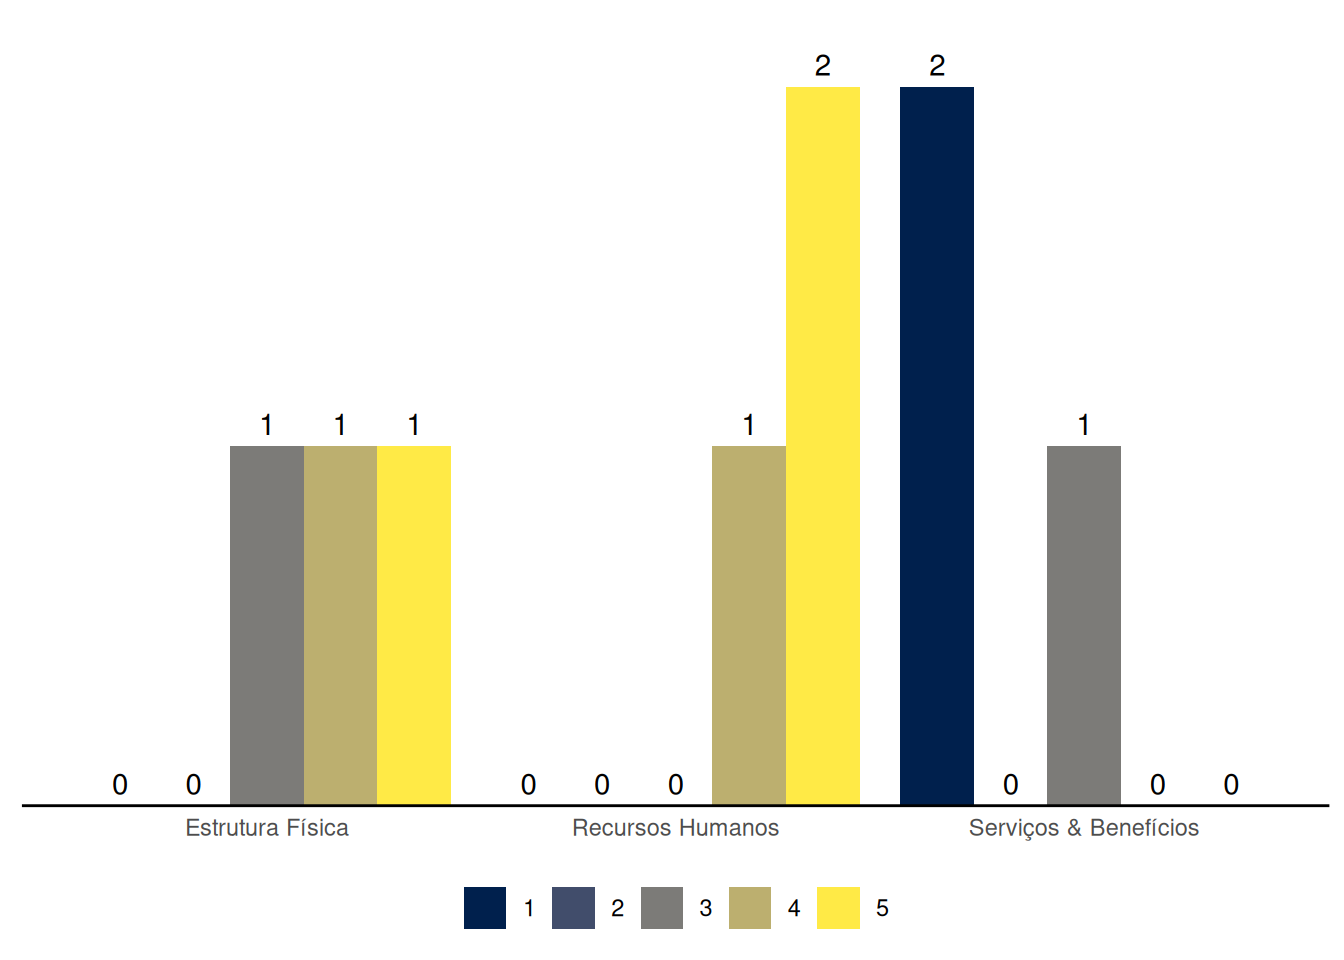 2 2
1 1 1 1 1
0 0 0 0 0 0 0 0
Estrutura Física Recursos Humanos Serviços & Benefícios
1 2 3 4 5